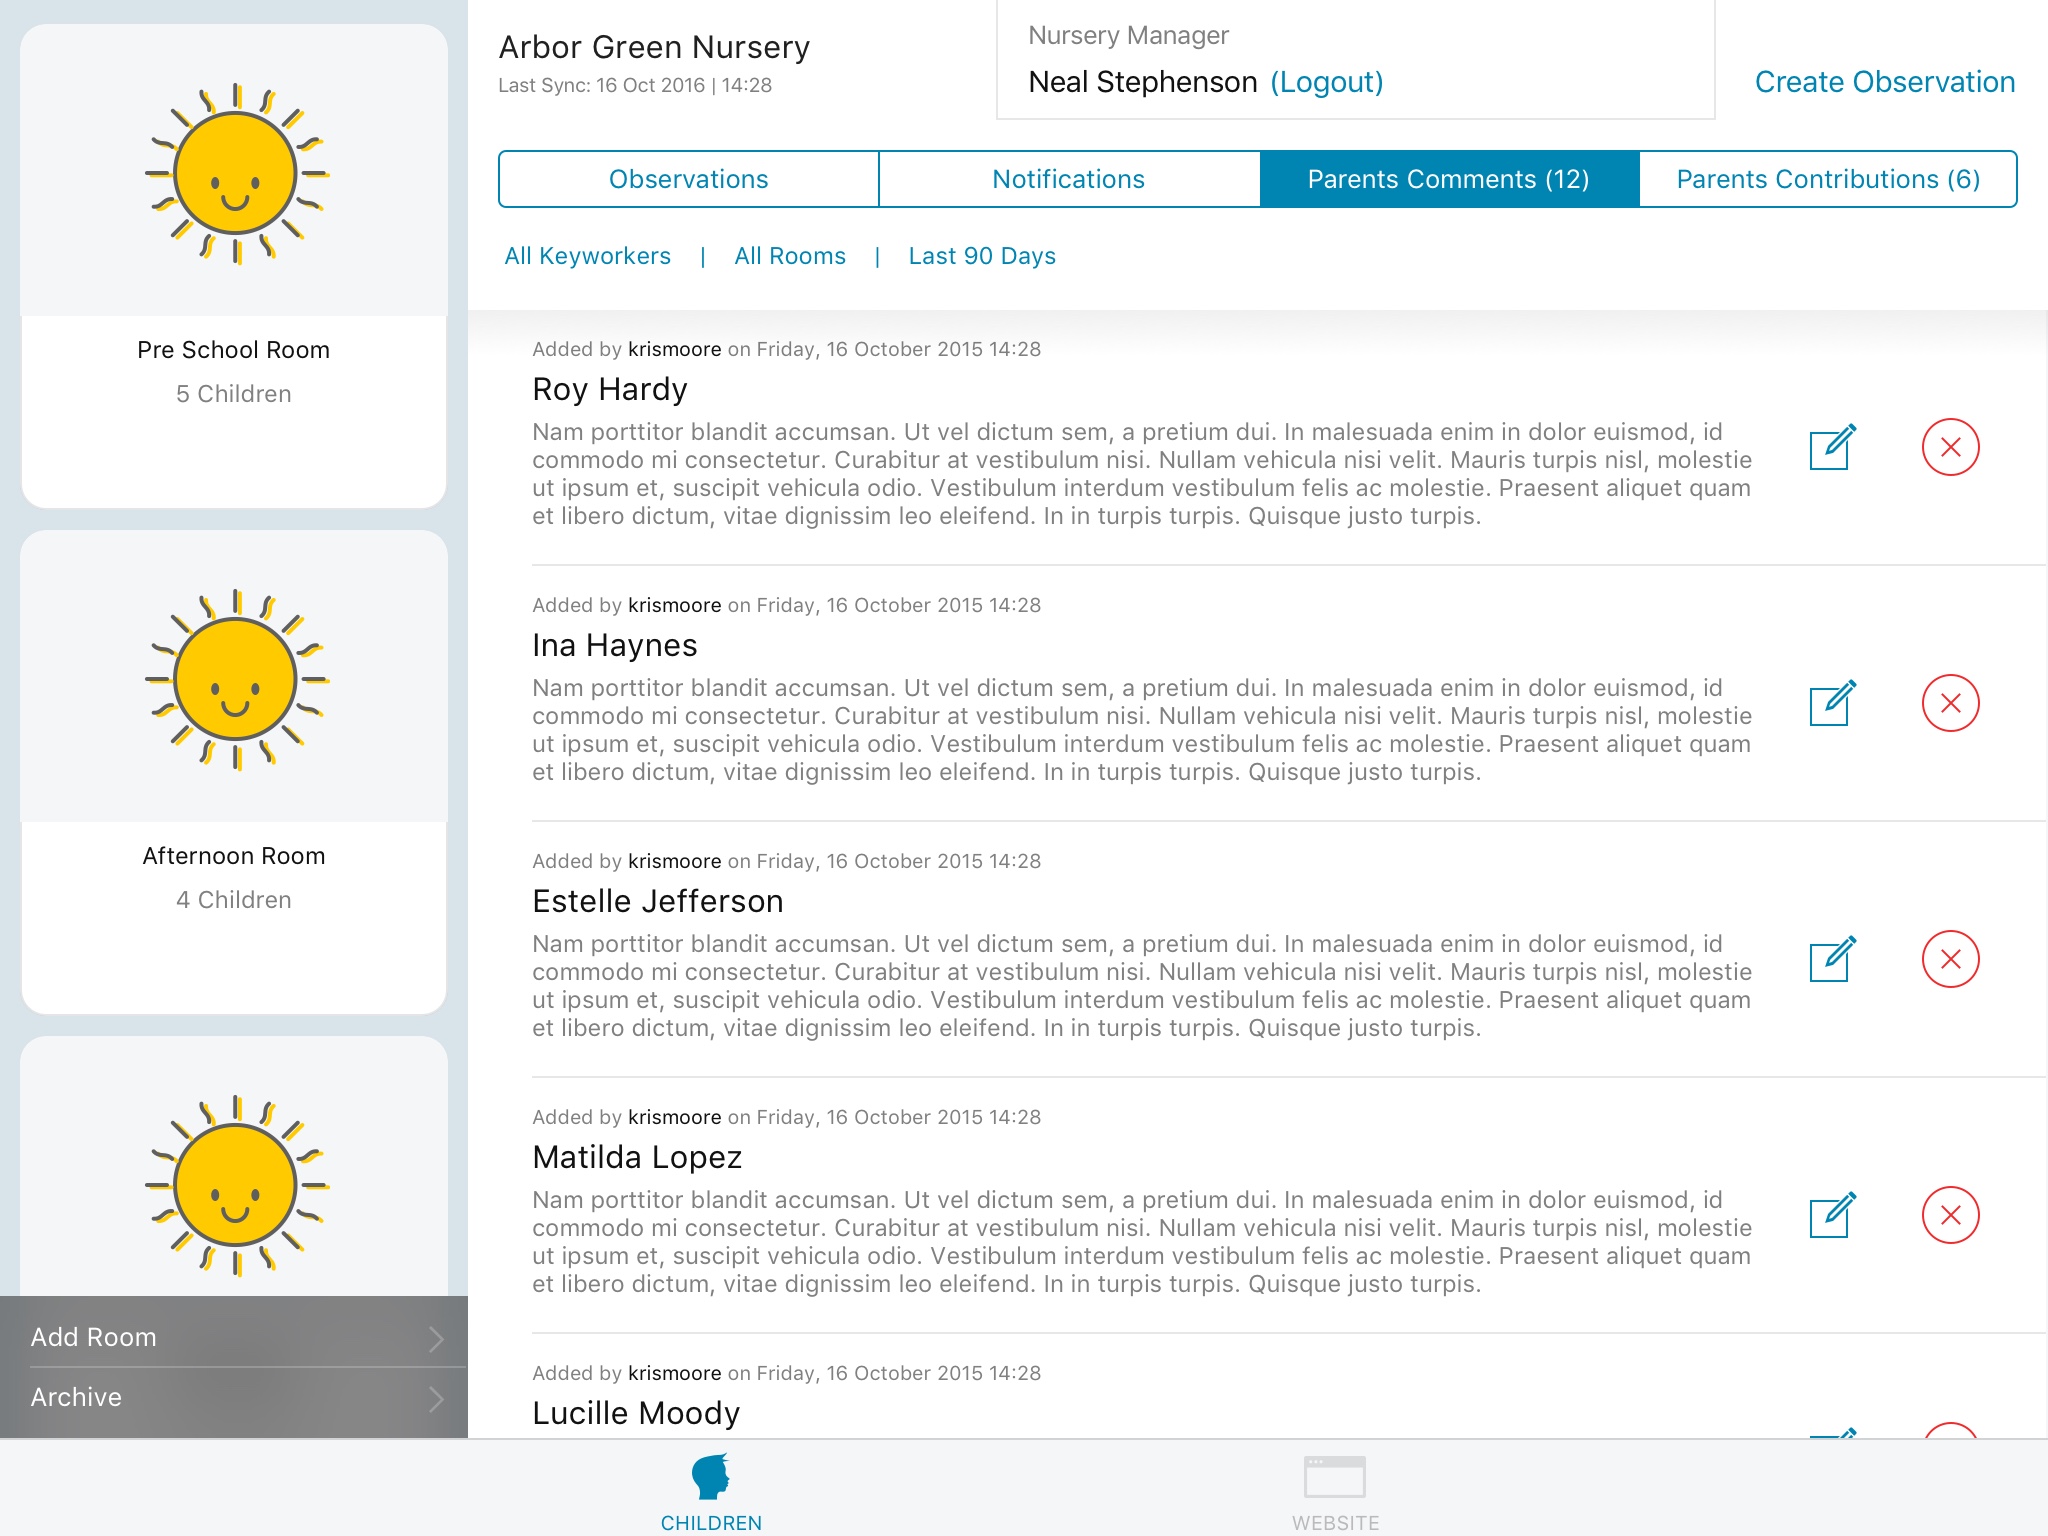 Pre School Room
5 Children
Afternoon Room
4 Children
Add Room
Archive
Arbor Green Nursery
Last Sync: 16 Oct 2016 | 14:28
Nursery Manager
Neal Stephenson (Logout)
Create Observation
Observations
Notifications
Parents Comments (12)
Parents Contributions (6)
All Keyworkers | All Rooms | Last 90 Days
Added by krismoore on Friday, 16 October 2015 14:28
Roy Hardy
Nam porttitor blandit accumsan. Ut vel dictum sem, a pretium dui. In malesuada enim in dolor euismod, id
commodo mi consectetur. Curabitur at vestibulum nisi. Nullam vehicula nisi velit. Mauris turpis nisl, molestie
ut ipsum et, suscipit vehicula odio. Vestibulum interdum vestibulum felis ac molestie. Praesent aliquet quam
et libero dictum, vitae dignissim leo eleifend. In in turpis turpis. Quisque justo turpis.
Added by krismoore on Friday, 16 October 2015 14:28
Ina Haynes
Nam porttitor blandit accumsan. Ut vel dictum sem, a pretium dui. In malesuada enim in dolor euismod, id
commodo mi consectetur. Curabitur at vestibulum nisi. Nullam vehicula nisi velit. Mauris turpis nisl, molestie
ut ipsum et, suscipit vehicula odio. Vestibulum interdum vestibulum felis ac molestie. Praesent aliquet quam
et libero dictum, vitae dignissim leo eleifend. In in turpis turpis. Quisque justo turpis.
Added by krismoore on Friday, 16 October 2015 14:28
Estelle Jefferson
Nam porttitor blandit accumsan. Ut vel dictum sem, a pretium dui. In malesuada enim in dolor euismod, id
commodo mi consectetur. Curabitur at vestibulum nisi. Nullam vehicula nisi velit. Mauris turpis nisl, molestie
ut ipsum et, suscipit vehicula odio. Vestibulum interdum vestibulum felis ac molestie. Praesent aliquet quam
et libero dictum, vitae dignissim leo eleifend. In in turpis turpis. Quisque justo turpis.
Added by krismoore on Friday, 16 October 2015 14:28
Matilda Lopez
Nam porttitor blandit accumsan. Ut vel dictum sem, a pretium dui. In malesuada enim in dolor euismod, id
commodo mi consectetur. Curabitur at vestibulum nisi. Nullam vehicula nisi velit. Mauris turpis nisl, molestie
ut ipsum et, suscipit vehicula odio. Vestibulum interdum vestibulum felis ac molestie. Praesent aliquet quam
et libero dictum, vitae dignissim leo eleifend. In in turpis turpis. Quisque justo turpis.
Added by krismoore on Friday, 16 October 2015 14:28
Lucille Moody
CHILDREN
WEBSITE